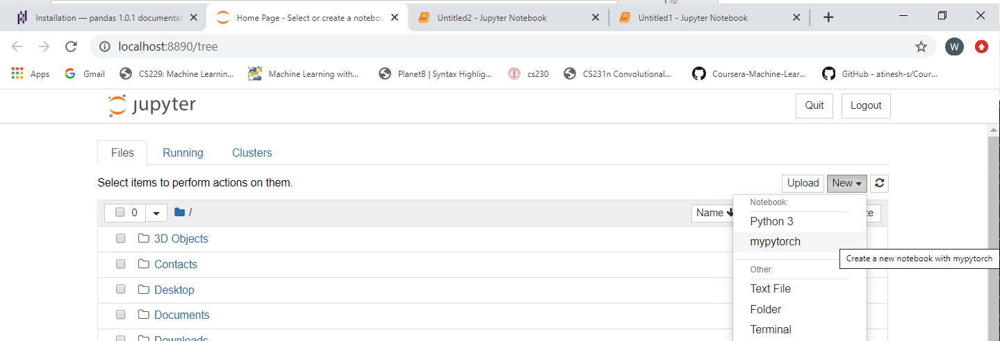 Installation — pandas 1.0.1 documentat
Home Page - Select or create a notebo
Untitled2 - Jupyter Notebook
Untitled1 - Jupyter Notebook
localhost:8890/tree
W
Apps
Gmail
CS229: Machine Learnin...
Machine Learning with...
PlanetB | Syntax Highlig...
cs230
CS231n Convolutional...
Coursera-Machine-Lear...
GitHub - atinesh-s/Cour...
jupyter
Quit
Logout
Files
Running
Clusters
Select items to perform actions on them.
Upload
New
0
/
Name
ze
Notebook:
Python 3
mypytorch
Create a new notebook with mypytorch
Other:
Text File
Folder
Terminal
3D Objects
Contacts
Desktop
Documents
Downloads